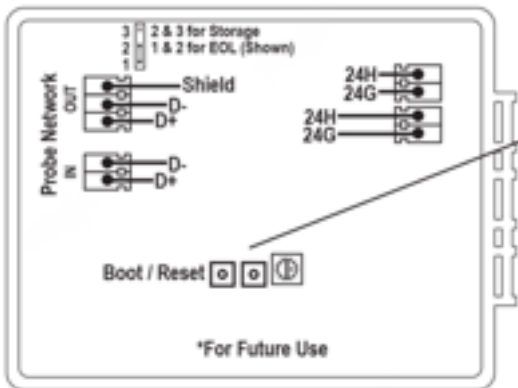 3 2 & 3 for Storage
2 1 & 2 for EOL (Shown)
1
Probe Network
OUT
Shield
D-
D+
IN
D-
D+
24H
24G
24H
24G
Boot / Reset
*For Future Use